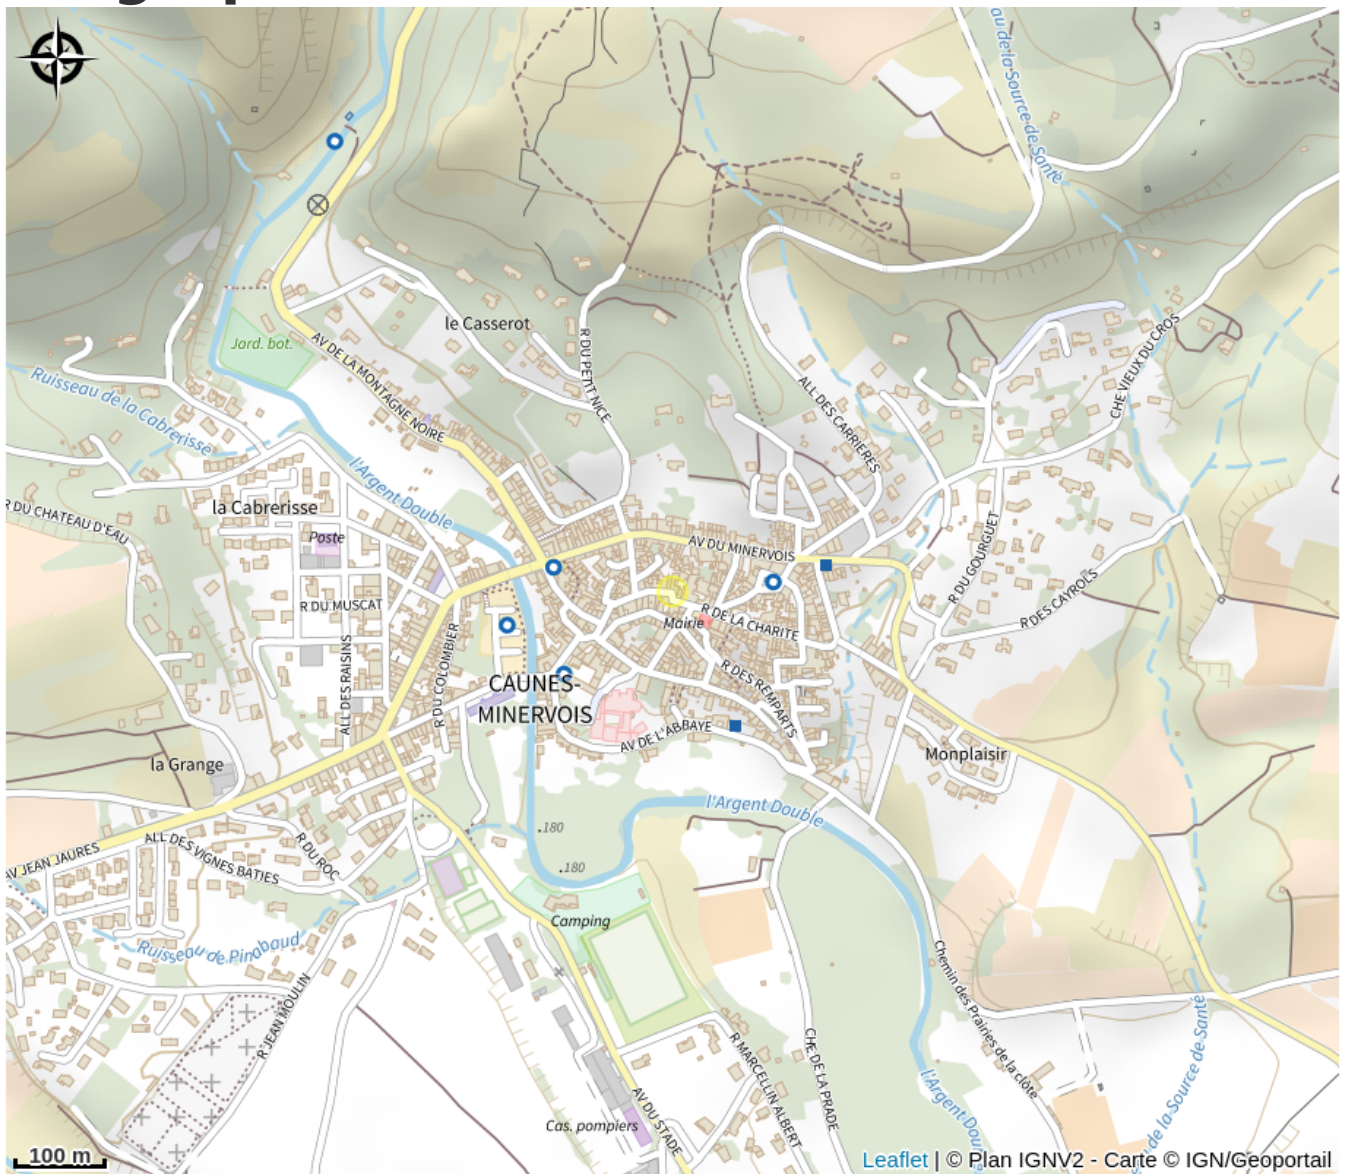 au de la Source de Santé
le Casserot
Jard. bot.
AV DE LA MONTAGNE NOIRE
R DU PETIT NICE
CHE VIEUX DU CROS
ALL DES CARRIERES
Ruisseau de la Cabrerisse
l'Argent Double
la Cabrerisse
R DU CHATEAU D'EAU
Poste
AV DU MINERVOIS
R DU GOURGUET
R DES CAYROLS
R DU MUSCAT
R DE LA CHARITE
Mairie
ALL DES RAISINS
R DU COLOMBIER
R DES REMPARTS
CAUNES-
MINERVOIS
AV DE L'ABBAYE
Monplaisir
la Grange
l'Argent Double
.180
.180
AV JEAN JAURES
ALL DES VIGNES BATIES
R DU ROC
Camping
Ruisseau de Pinabaud
Chemin des Prairies de la clôte
R JEAN MOULIN
CHE DE LA PRADE
R MARCELLIN ALBERT
AV DU STADE
Cas. pompiers
l'Argent Dou
de la Source de Santé
100 m
Leaflet | © Plan IGNV2 - Carte © IGN/Geoportail